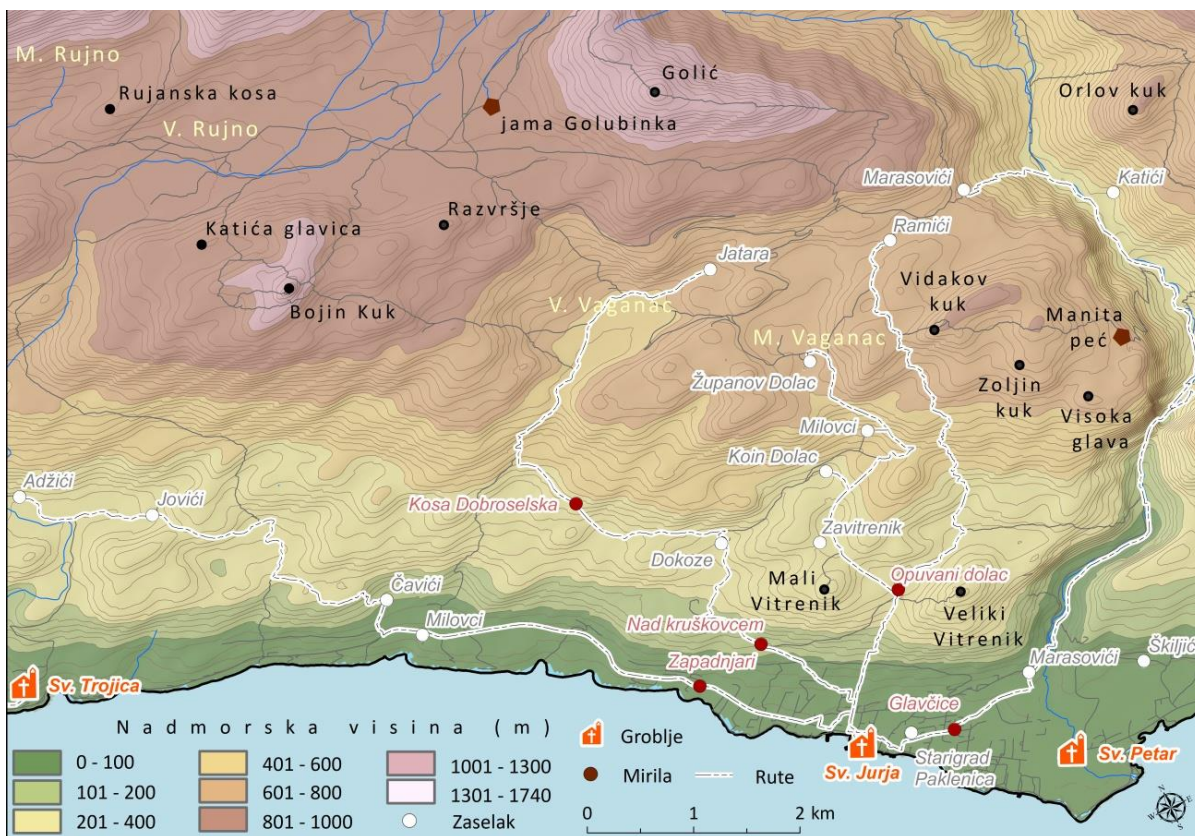 M. Rujno
Rujanska kosa
V. Rujno
Golić
jama Golubinka
Orlov kuk
Marasovići
Katići
Ramići
Katića glavica
Razvršje
Bojin Kuk
Jatara
V. Vaganac
M. Vaganac
Vidakov
kuk
Manita
peć
Županov Dolac
Zoljin
kuk
Visoka
glava
Milovci
Koin Dolac
Adžići
Jovići
Kosa Dobroselska
Dokoze
Zavitrenik
Čavići
Mali
Vitrenik
Opuvani dolac
Veliki
Vitrenik
Milovci
Nad kruškovcem
Zapadnjari
Marasovići
Škiljići
Sv. Trojica
Glavčice
Starigrad
Paklenica
Sv. Jurja
Sv. Petar
Nadmorska visina (m)
0 - 100
101 - 200
201 - 400
401 - 600
601 - 800
801 - 1000
1001 - 1300
1301 - 1740
Zaselak
Groblje
Mirila
Rute
0 1 2 km
N
E
S
W